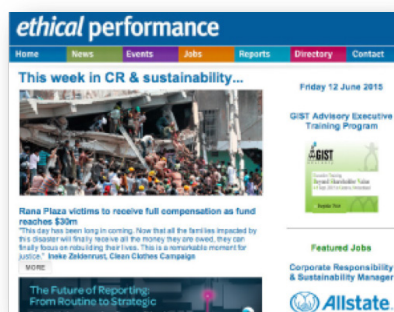 ethical performance
Home News Events Jobs Reports Directory Contact
This week in CR & sustainability...
Rana Plaza victims to receive full compensation as fund
reaches $30m
"This day has been long in coming. Now that all the families impacted by
this disaster will finally receive all the money they are owed, they can
finally focus on rebuilding their lives. This is a remarkable moment for
justice." Ineke Zeldenrust, Clean Clothes Campaign
MORE
The Future of Reporting:
From Routine to Strategic
Friday 12 June 2015
GIST Advisory Executive
Training Program
GIST
Beyond Shareholder Value
Featured Jobs
Corporate Responsibility
& Sustainability Manager
Allstate.